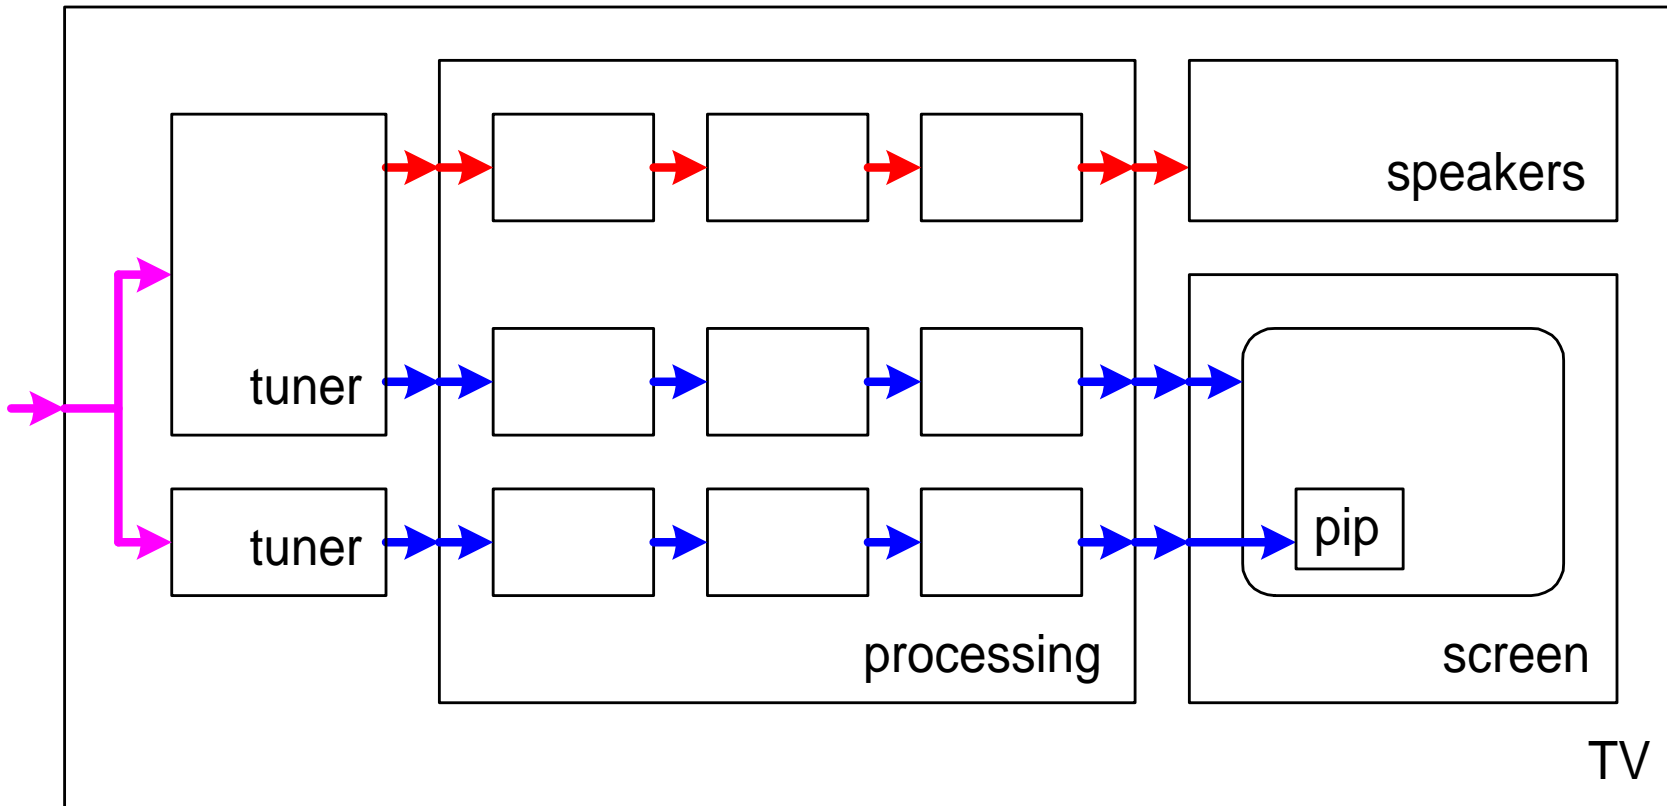 speakers
tuner
tuner
pip
processing
screen
TV